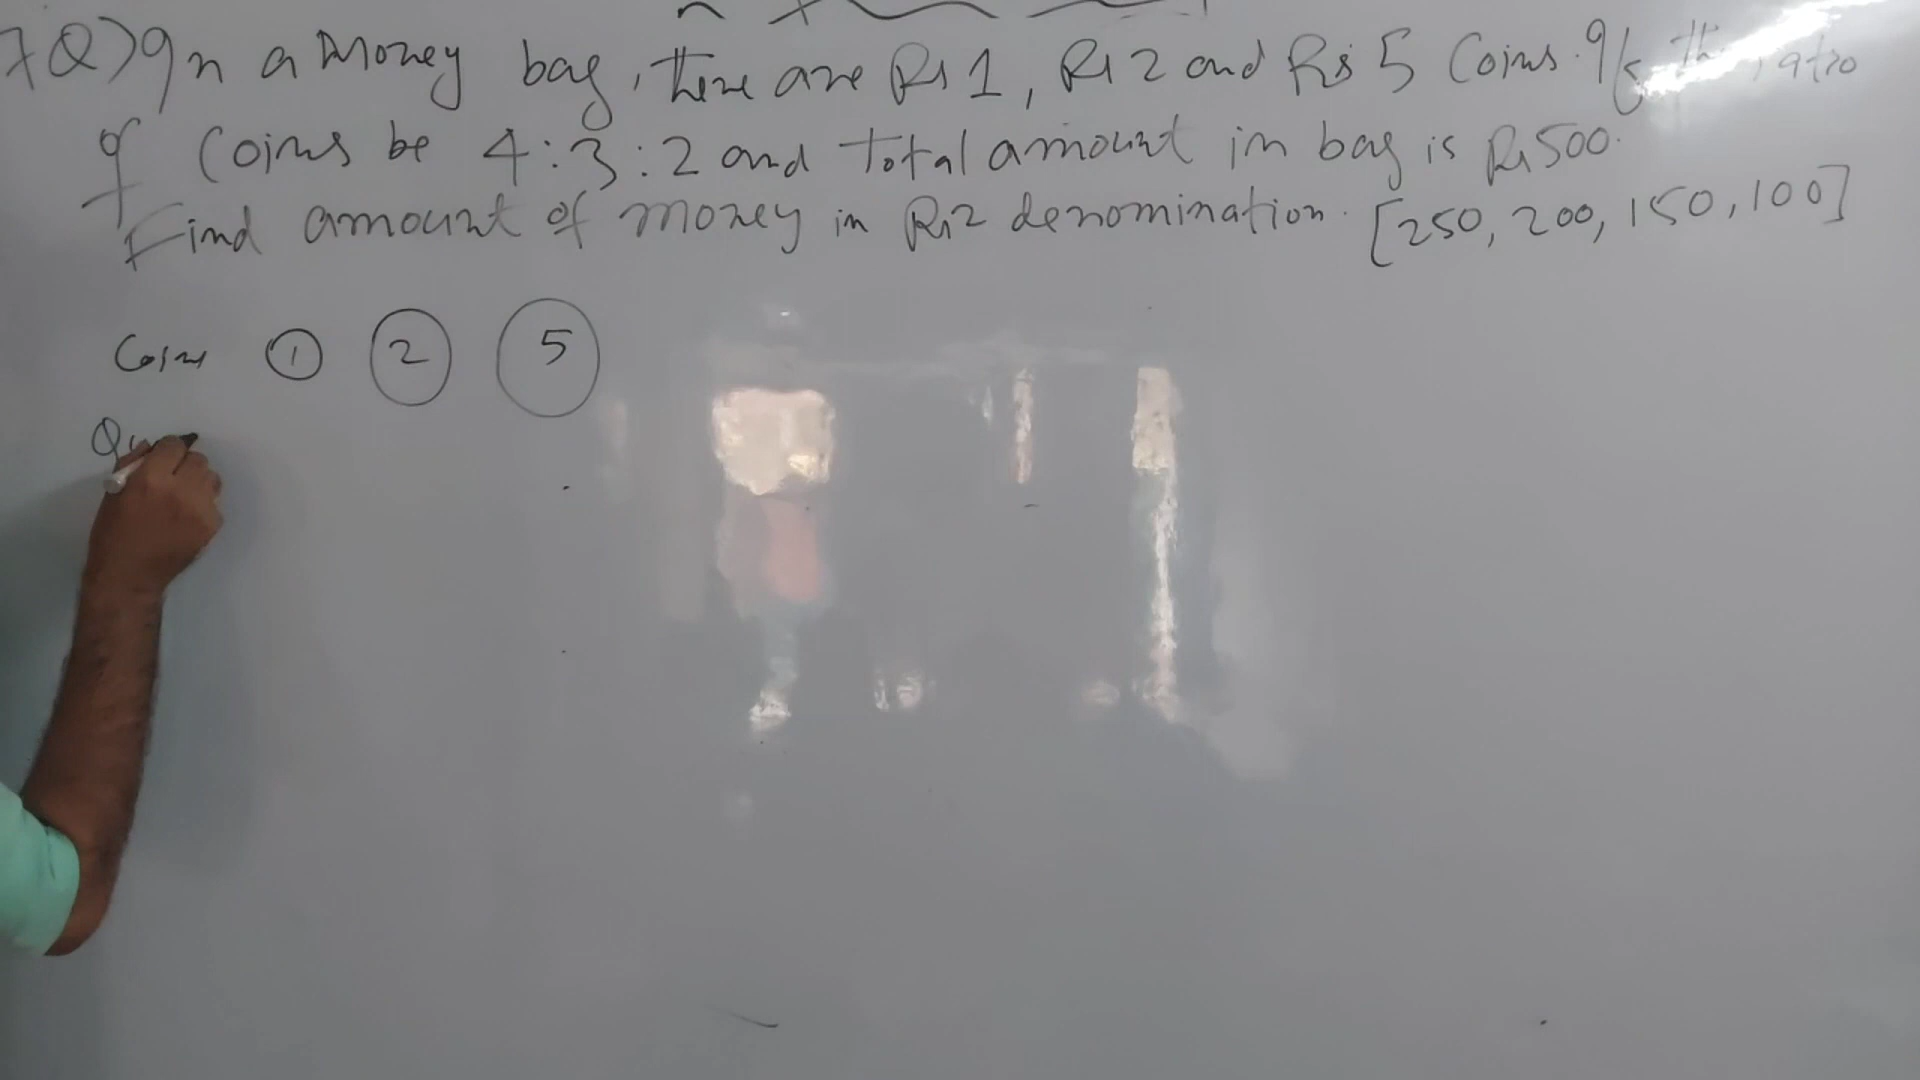 7Q> In a Money bag, there are Rs 1, Rs 2 and Rs 5 Coins. If the ratio
of Coins be 4:3:2 and total amount in bag is Rs 500.
Find amount of money in Rs 2 denomination. [250, 200, 150, 100]
Coins 1 2 5